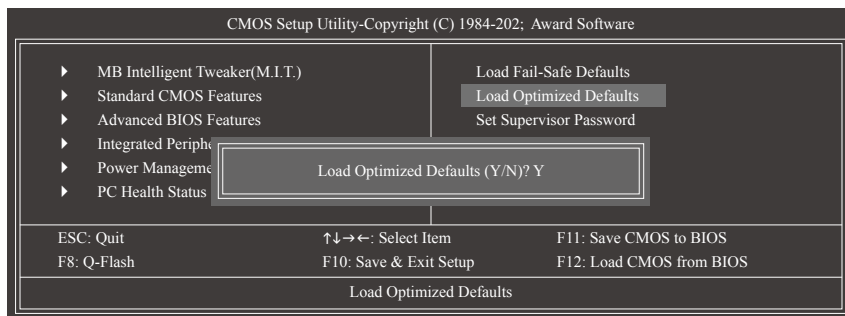 CMOS Setup Utility-Copyright (C) 1984-202; Award Software
MB Intelligent Tweaker(M.I.T.)
Standard CMOS Features
Advanced BIOS Features
Integrated Periphe
Power Manageme
PC Health Status
Load Fail-Safe Defaults
Load Optimized Defaults
Set Supervisor Password
Load Optimized Defaults (Y/N)? Y
ESC: Quit ↑↓→←: Select Item F11: Save CMOS to BIOS
F8: Q-Flash F10: Save & Exit Setup F12: Load CMOS from BIOS
Load Optimized Defaults